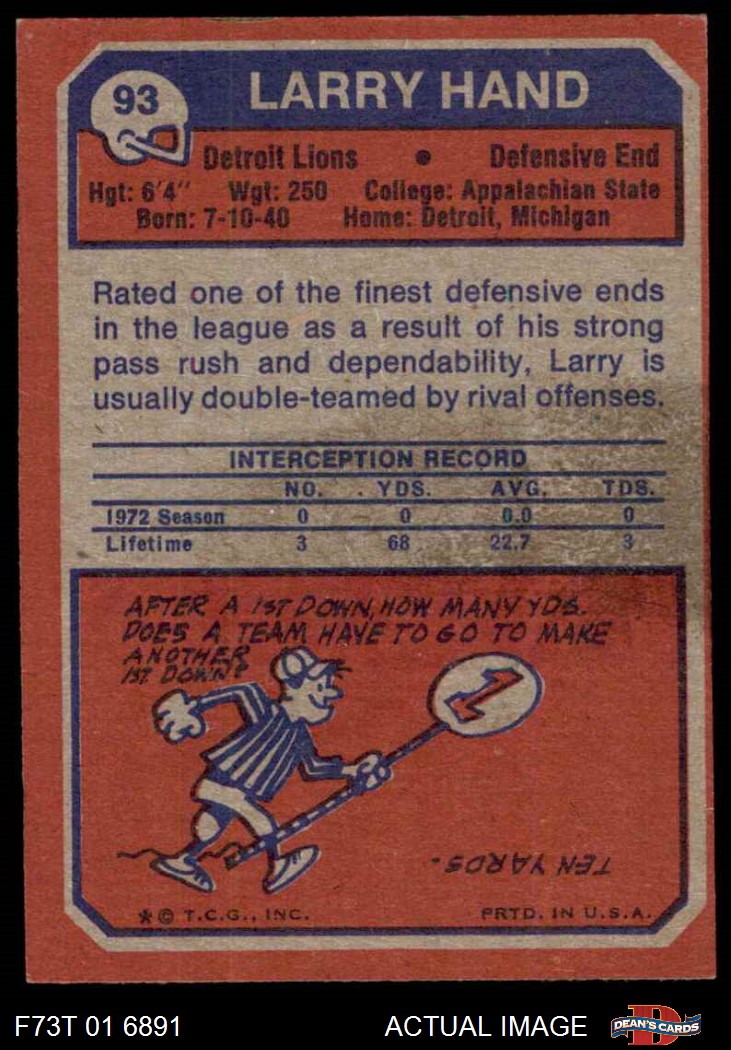 93
LARRY HAND
Detroit Lions • Defensive End
Hgt: 6'4" Wgt: 250 College: Appalachian State
Born: 7-10-40 Home: Detroit, Michigan
Rated one of the finest defensive ends
in the league as a result of his strong
pass rush and dependability, Larry is
usually double-teamed by rival offenses.
INTERCEPTION RECORD
NO. YDS. AVG. TDS.
1972 Season 0 0 0.0 0
Lifetime 3 68 22.7 3
AFTER A 1ST DOWN, HOW MANY YDS.
DOES A TEAM HAVE TO GO TO MAKE
ANOTHER
1ST DOWN?
1
TEN YARDS.
* © T.C.G., INC. PRTD. IN U.S.A.
F73T 01 6891 ACTUAL IMAGE
D
DEAN'S CARDS